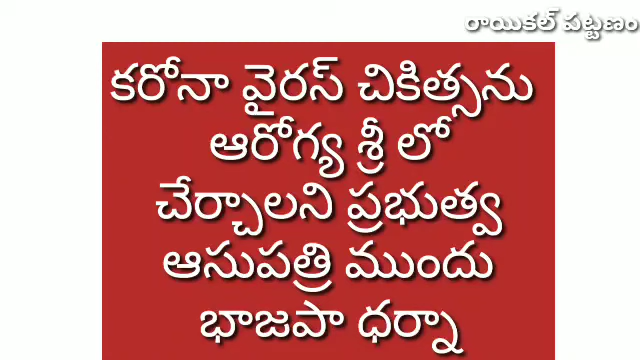 రాయికల్ పట్టణం
కరోనా వైరస్ చికిత్సను
ఆరోగ్య శ్రీ లో
చేర్చాలని ప్రభుత్వ
ఆసుపత్రి ముందు
భాజపా ధర్నా